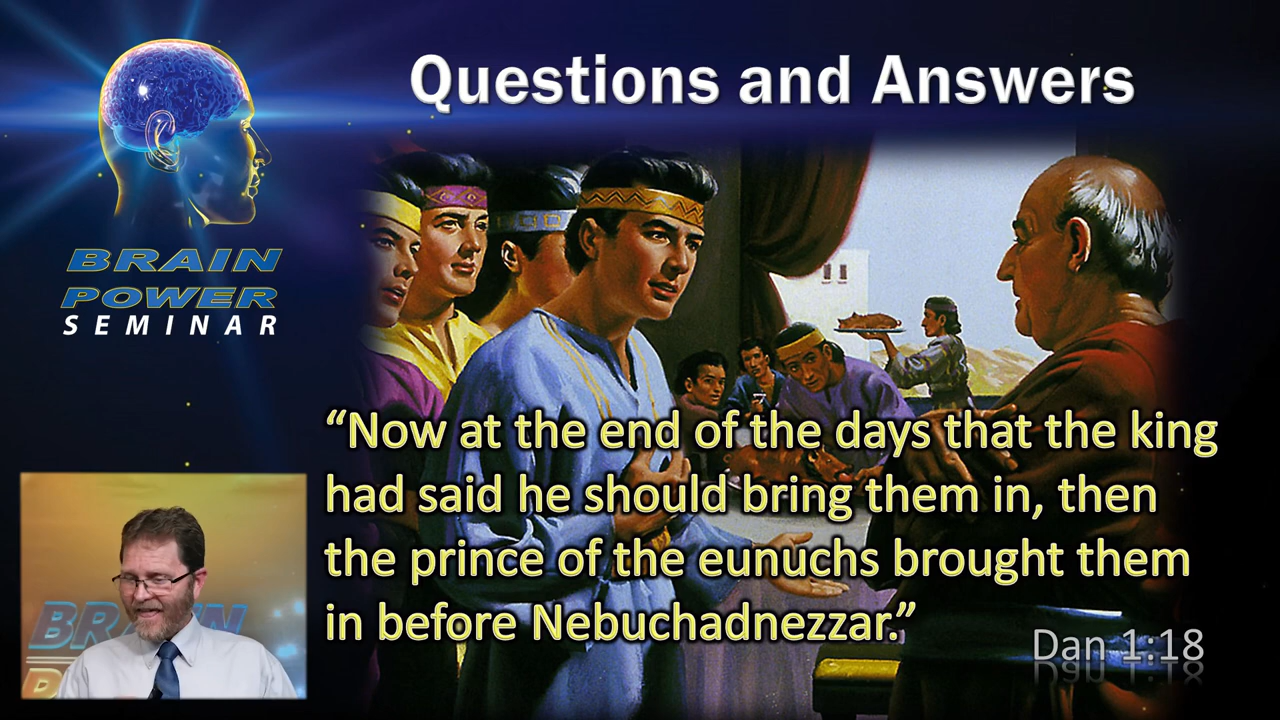 Questions and Answers
BRAIN
POWER
SEMINAR
“Now at the end of the days that the king
had said he should bring them in, then
the prince of the eunuchs brought them
in before Nebuchadnezzar.”
Dan 1:18